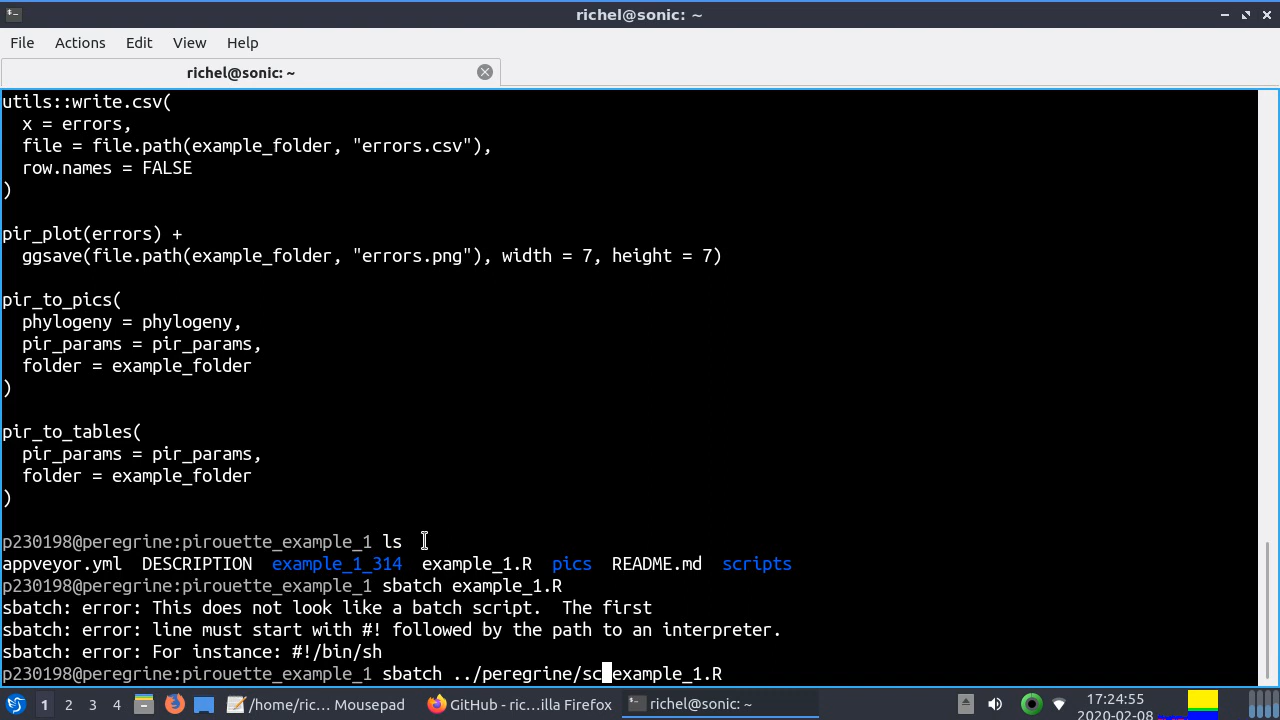 richel@sonic: ~
File Actions Edit View Help
richel@sonic: ~
utils::write.csv(
  x = errors,
  file = file.path(example_folder, "errors.csv"),
  row.names = FALSE
)
pir_plot(errors) +
  ggsave(file.path(example_folder, "errors.png"), width = 7, height = 7)
pir_to_pics(
  phylogeny = phylogeny,
  pir_params = pir_params,
  folder = example_folder
)
pir_to_tables(
  pir_params = pir_params,
  folder = example_folder
)
p230198@peregrine:pirouette_example_1 ls
appveyor.yml  DESCRIPTION  example_1_314  example_1.R  pics  README.md  scripts
p230198@peregrine:pirouette_example_1 sbatch example_1.R
sbatch: error: This does not look like a batch script.  The first
sbatch: error: line must start with #! followed by the path to an interpreter.
sbatch: error: For instance: #!/bin/sh
p230198@peregrine:pirouette_example_1 sbatch ../peregrine/sc example_1.R
1 2 3 4 /home/ric... Mousepad GitHub - ric...illa Firefox richel@sonic: ~ 17:24:55
2020-02-08